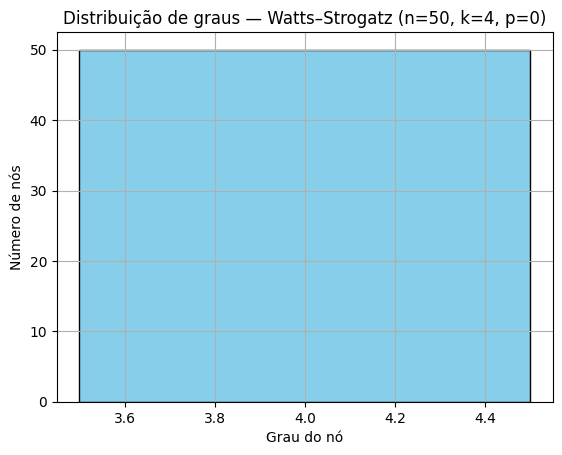 Distribuição de graus — Watts–Strogatz (n=50, k=4, p=0)
50
40
30
20
10
0
Número de nós
3.6 3.8 4.0 4.2 4.4
Grau do nó